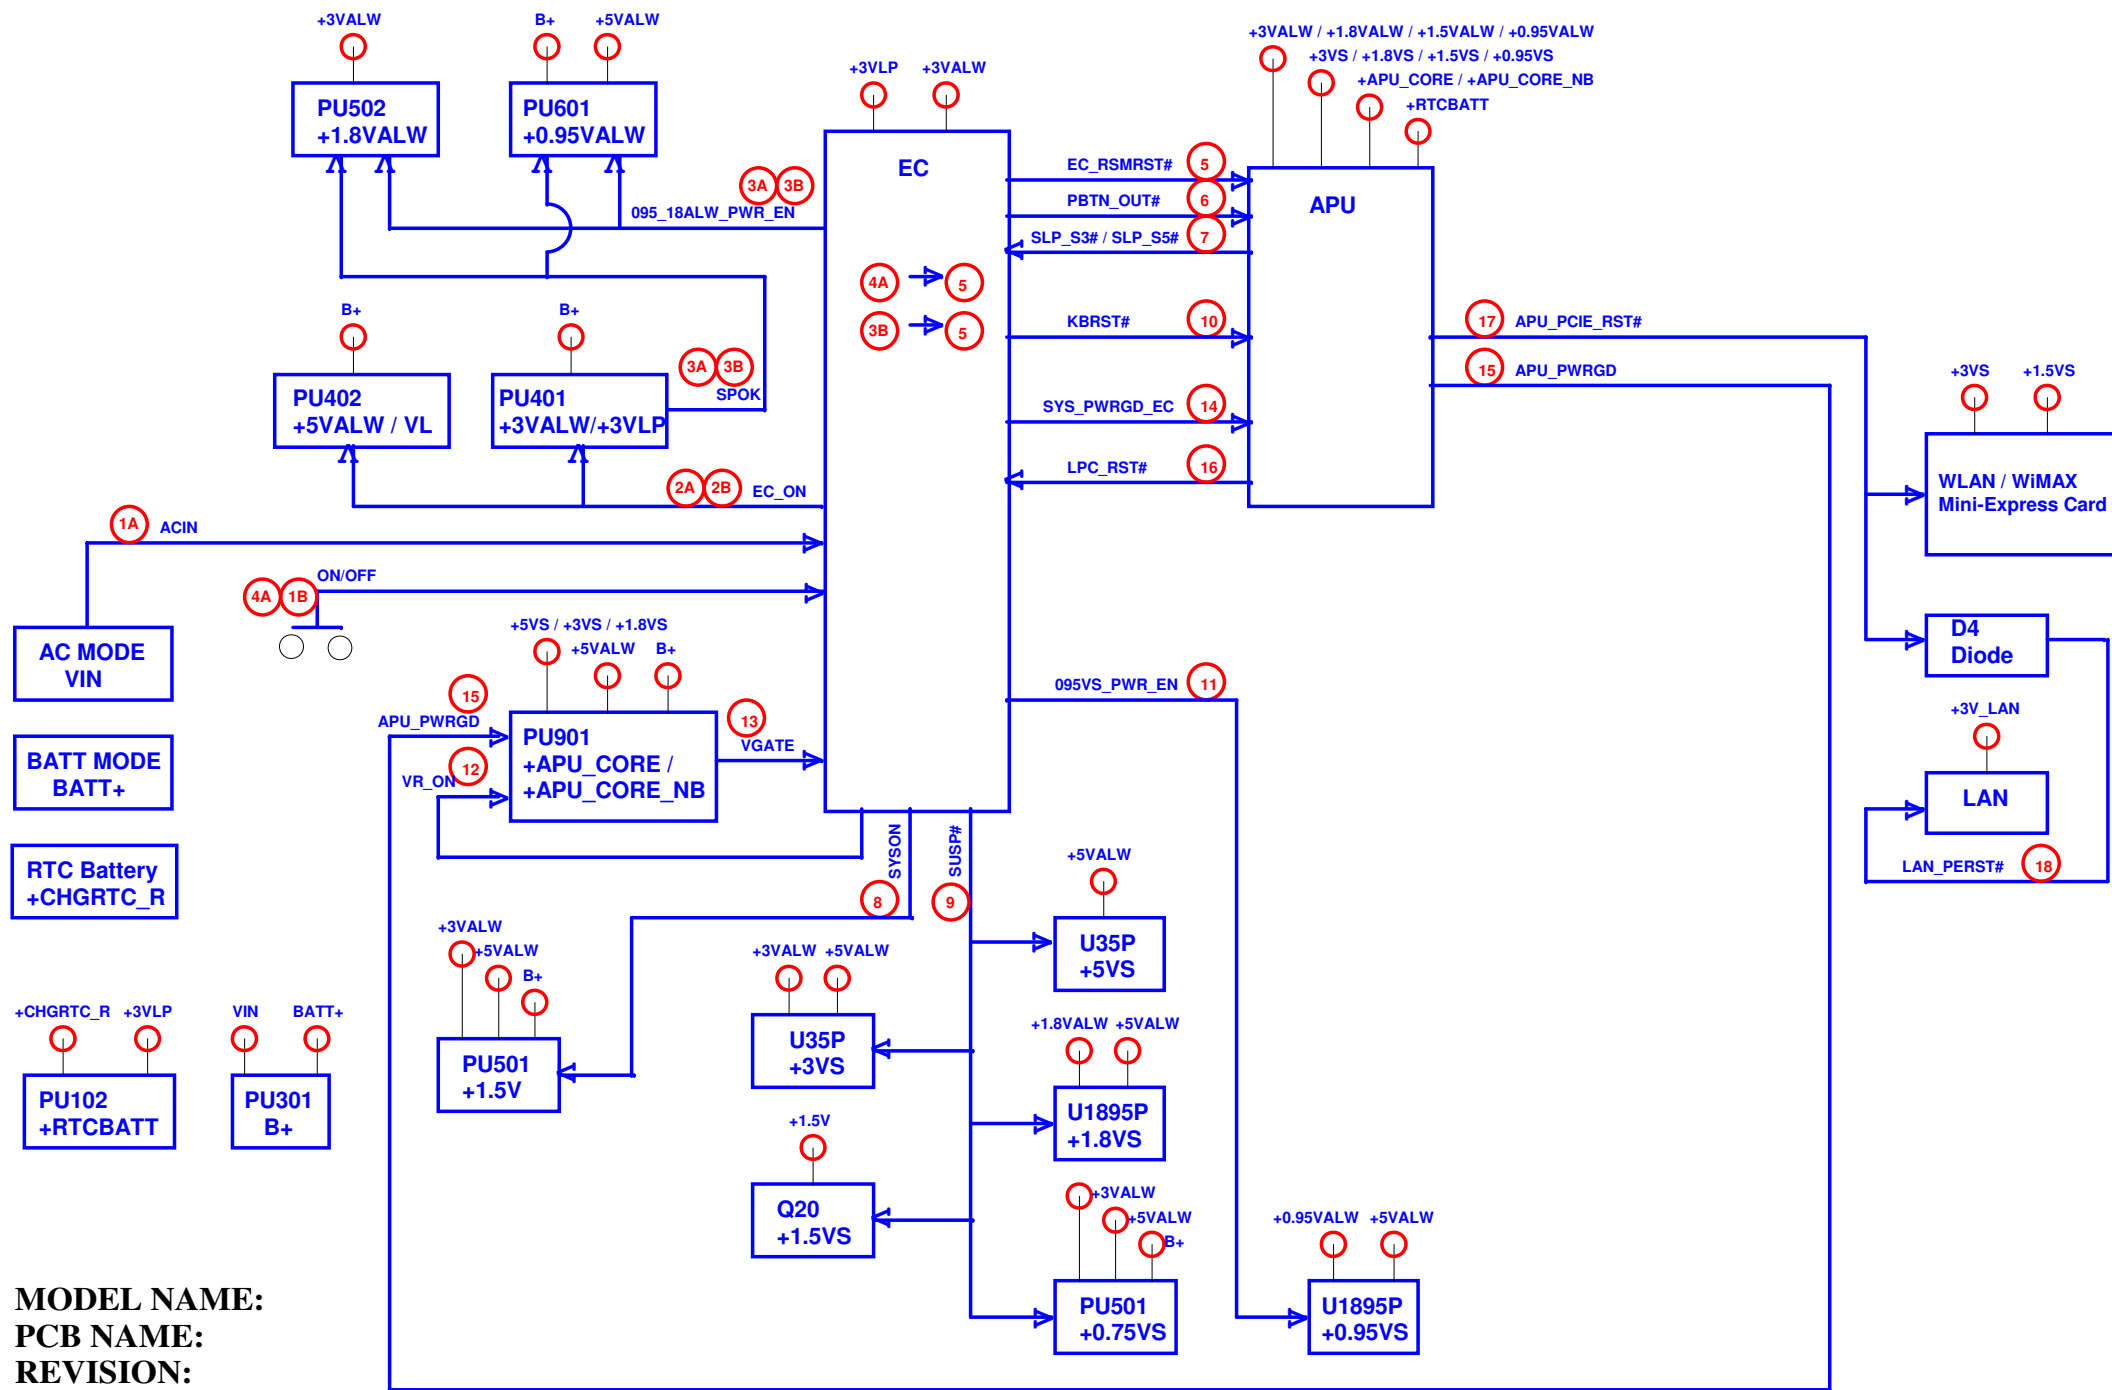 +3VALW
B+ +5VALW
PU502
+1.8VALW
PU601
+0.95VALW
3A 3B
095_18ALW_PWR_EN
B+
B+
PU402
+5VALW / VL
PU401
+3VALW/+3VLP
3A 3B
SPOK
2A 2B EC_ON
1A ACIN
ON/OFF
4A 1B
AC MODE
VIN
BATT MODE
BATT+
RTC Battery
+CHGRTC_R
+CHGRTC_R +3VLP
PU102
+RTCBATT
VIN BATT+
PU301
B+
+3VLP +3VALW
EC
4A 5
3B 5
EC_RSMRST# 5
PBTN_OUT# 6
SLP_S3# / SLP_S5# 7
KBRST# 10
SYS_PWRGD_EC 14
LPC_RST# 16
+3VALW / +1.8VALW / +1.5VALW / +0.95VALW
+3VS / +1.8VS / +1.5VS / +0.95VS
+APU_CORE / +APU_CORE_NB
+RTCBATT
APU
17 APU_PCIE_RST#
15 APU_PWRGD
+3VS +1.5VS
WLAN / WiMAX
Mini-Express Card
D4
Diode
+3V_LAN
LAN
LAN_PERST# 18
+5VS / +3VS / +1.8VS
+5VALW B+
15
APU_PWRGD
12
VR_ON
PU901
+APU_CORE /
+APU_CORE_NB
13
VGATE
095VS_PWR_EN 11
SYSON
8
SUSP#
9
+3VALW
+5VALW
B+
PU501
+1.5V
+3VALW +5VALW
U35P
+3VS
+1.5V
Q20
+1.5VS
+5VALW
U35P
+5VS
+1.8VALW +5VALW
U1895P
+1.8VS
+3VALW
+5VALW
B+
PU501
+0.75VS
+0.95VALW +5VALW
U1895P
+0.95VS
MODEL NAME:
PCB NAME:
REVISION: